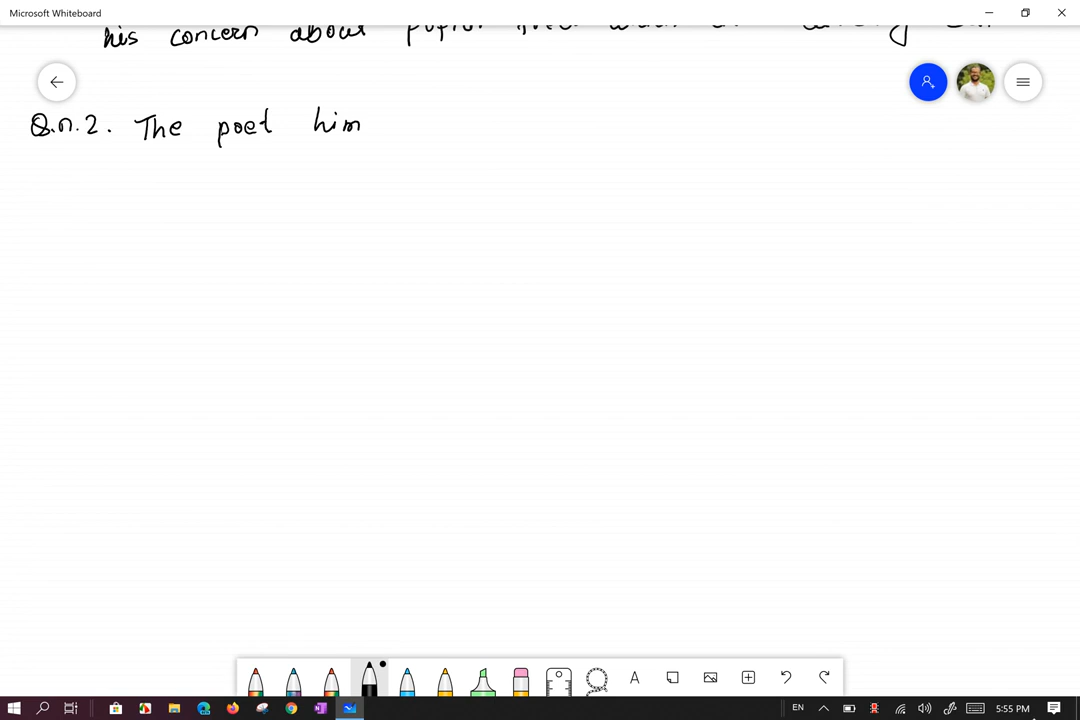 Microsoft Whiteboard
his concern about
Q.n.2. The poet him
A
EN
5:55 PM